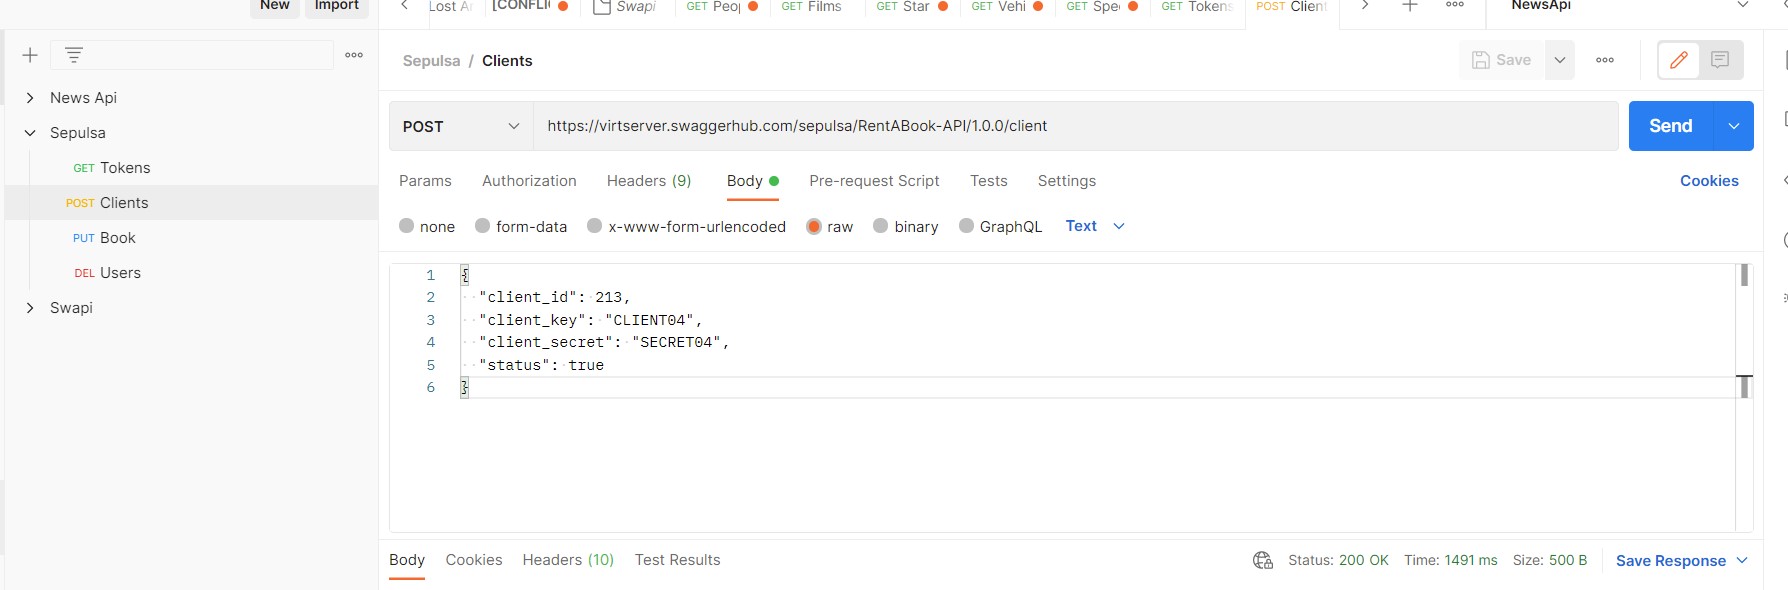 New Import
Lost A [CONFLI Swapi GET Peo GET Films GET Star GET Vehi GET Spe GET Tokens POST Client NewsApi
Sepulsa / Clients
Save
News Api
Sepulsa
GET Tokens
POST Clients
PUT Book
DEL Users
Swapi
POST https://virtserver.swaggerhub.com/sepulsa/RentABook-API/1.0.0/client
Send
Params Authorization Headers (9) Body Pre-request Script Tests Settings Cookies
none form-data x-www-form-urlencoded raw binary GraphQL Text
1 {
2 "client_id": 213,
3 "client_key": "CLIENT04",
4 "client_secret": "SECRET04",
5 "status": true
6 }
Body Cookies Headers (10) Test Results Status: 200 OK Time: 1491 ms Size: 500 B Save Response